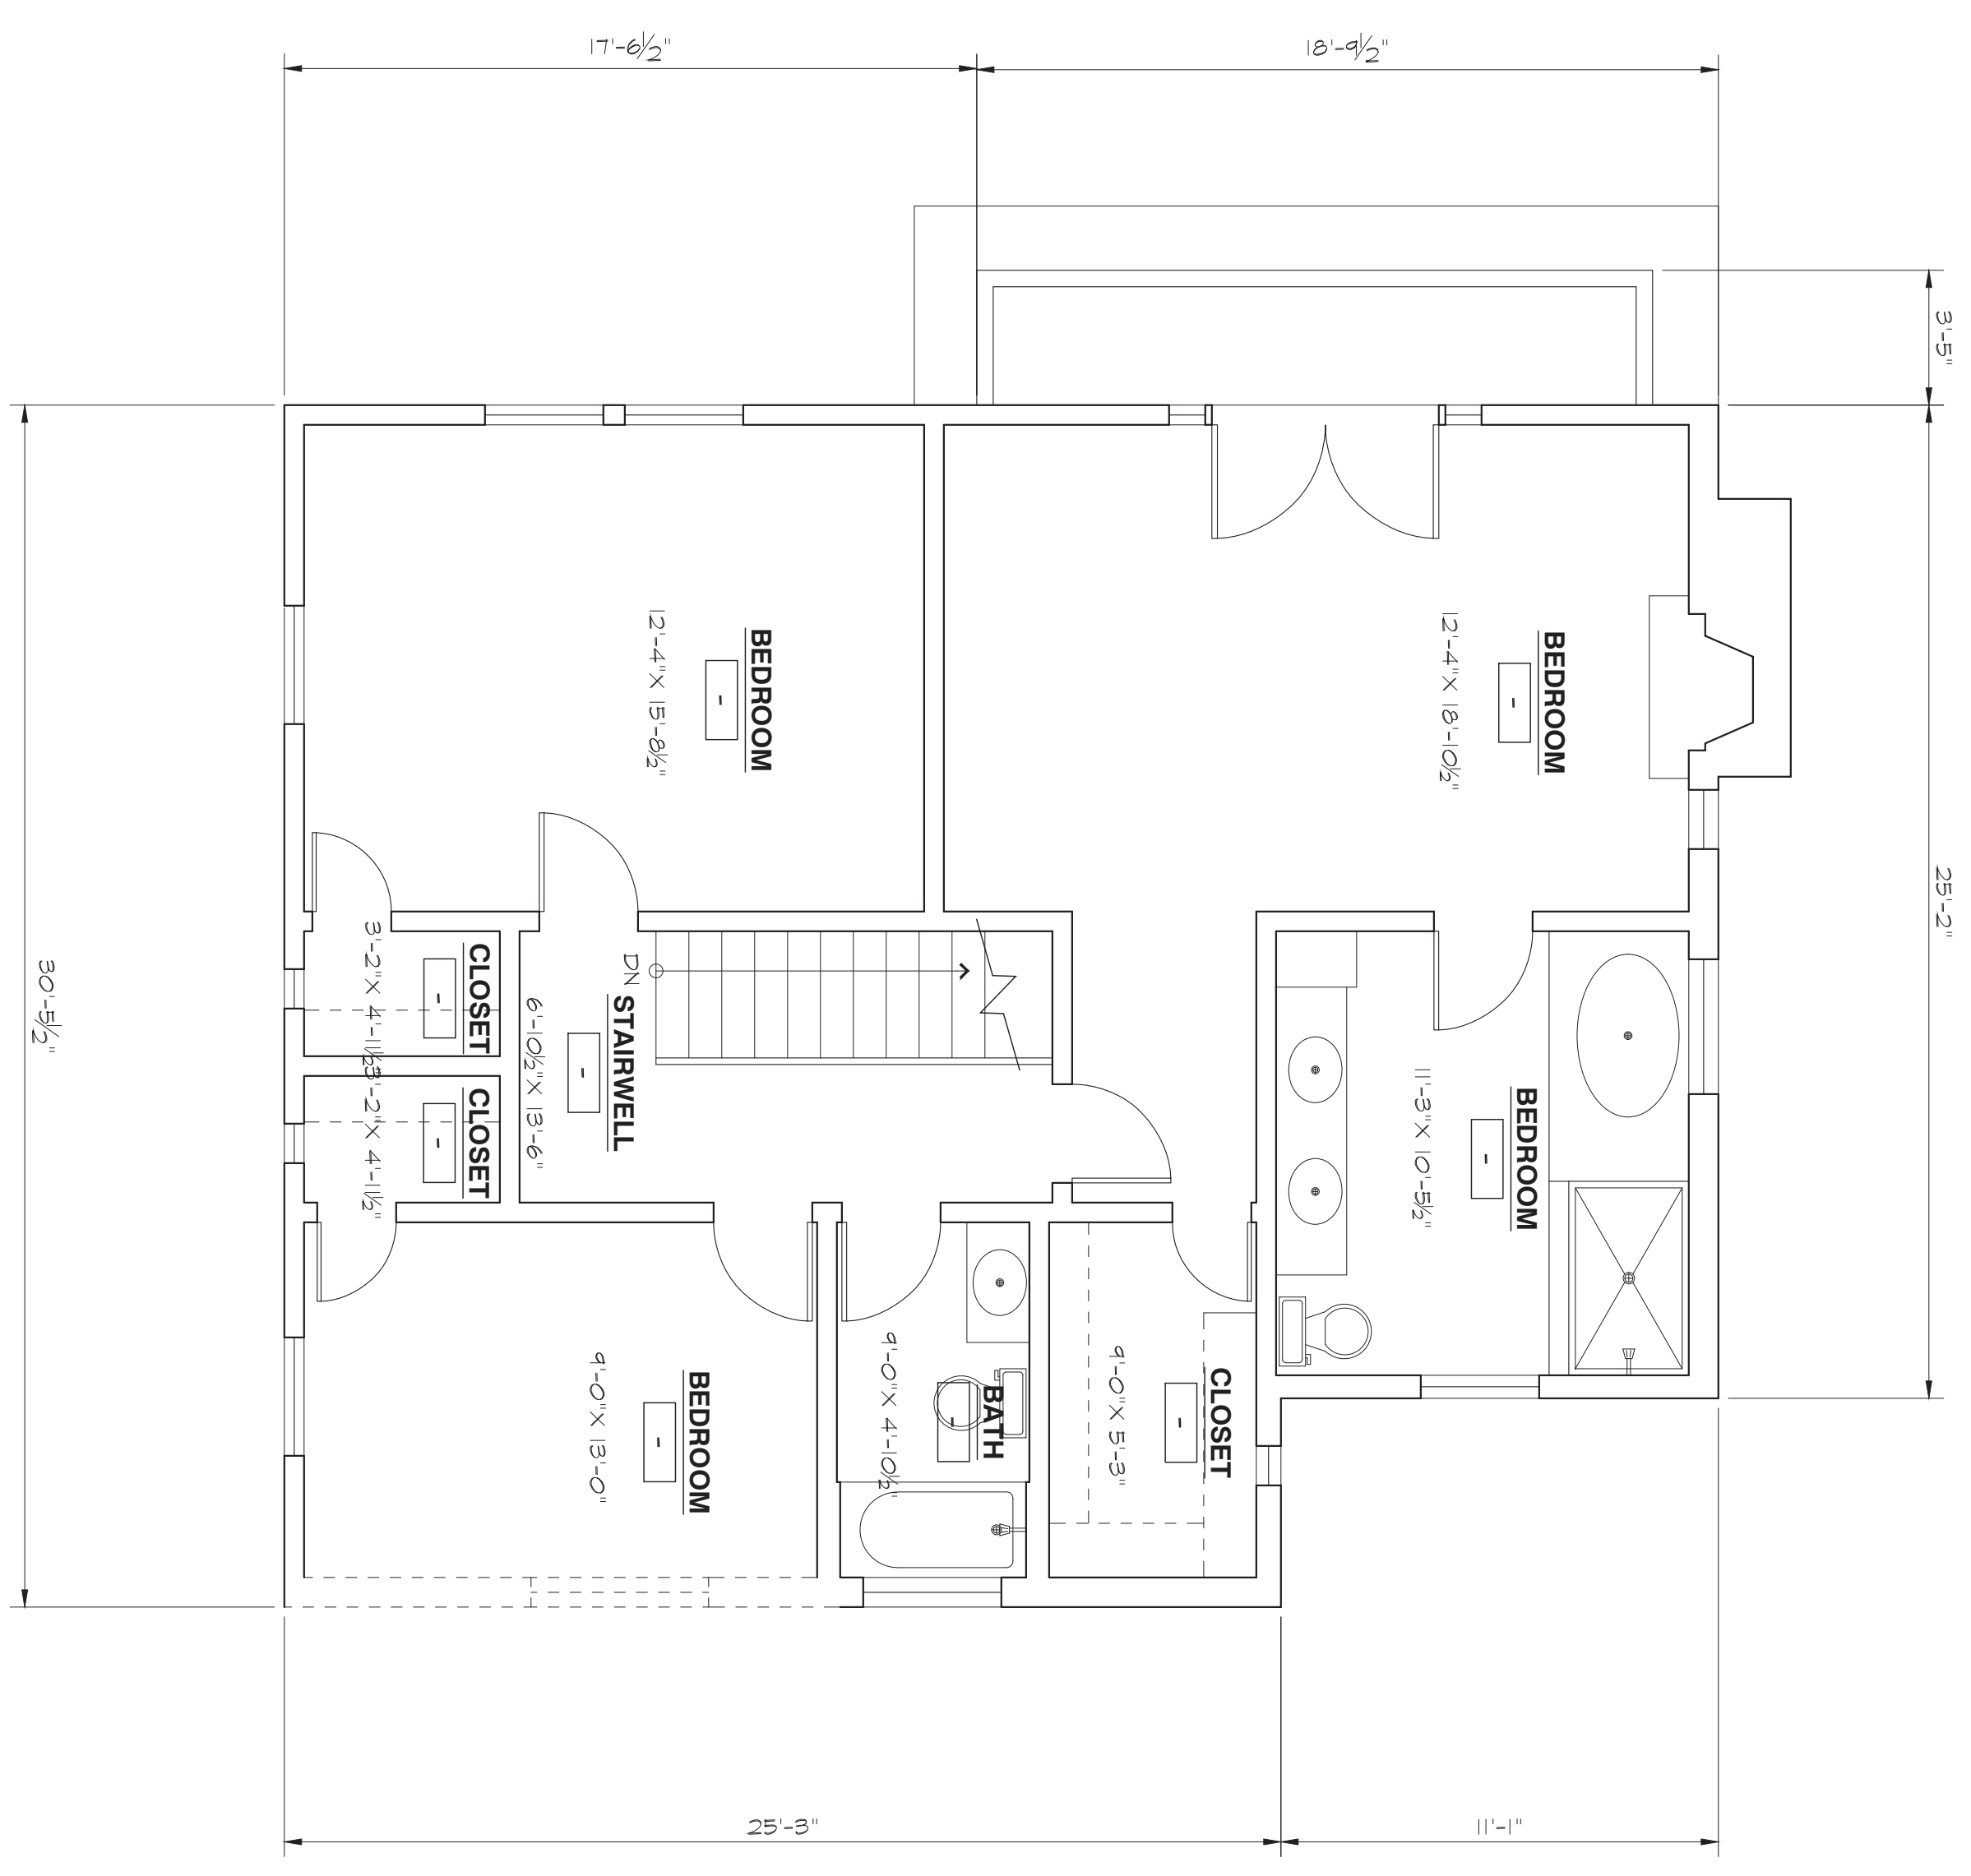 17'-6½"
18'-9½"
3'-5"
25'-2"
30'-5½"
BEDROOM
-
12'-4"X 15'-8½"
BEDROOM
-
12'-4"X 18'-10½"
CLOSET
-
3'-2"X 4'-11½"
CLOSET
-
3'-2"X 4'-11½"
DN
STAIRWELL
-
6'-10½"X 13'-6"
BEDROOM
-
11'-3"X 10'-5½"
BEDROOM
-
9'-0"X 13'-0"
BATH
-
9'-0"X 4'-10½"
CLOSET
-
9'-0"X 5'-3"
25'-3"
11'-1"